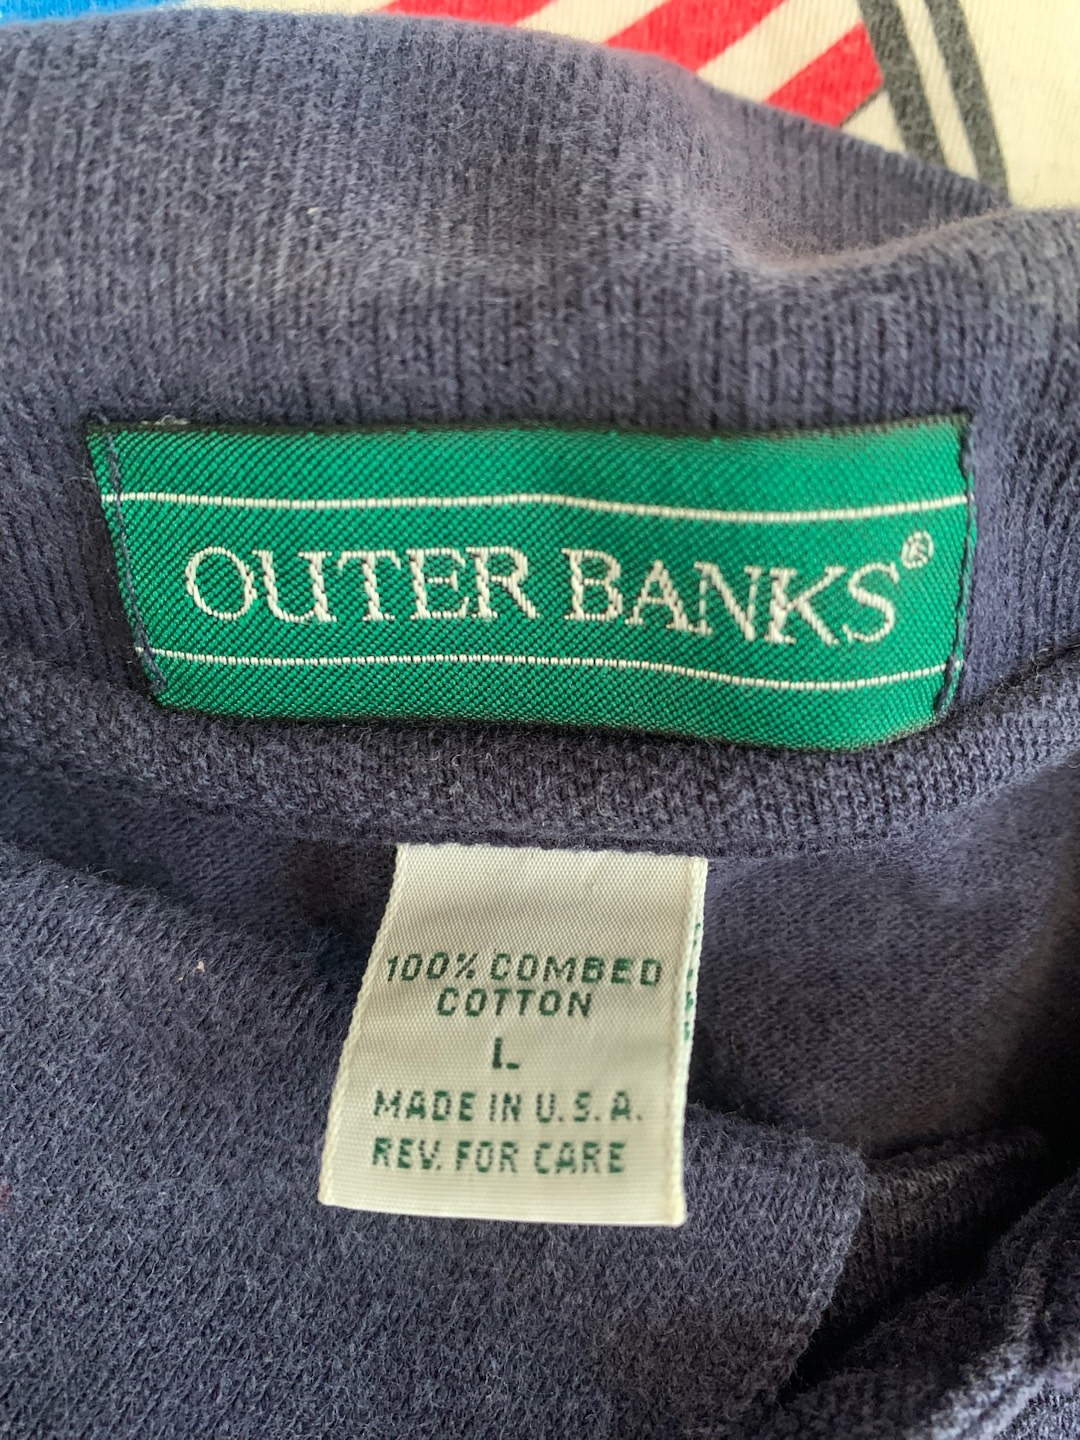 OUTER BANKS®
100% COMBED
COTTON
L
MADE IN U.S.A.
REV. FOR CARE